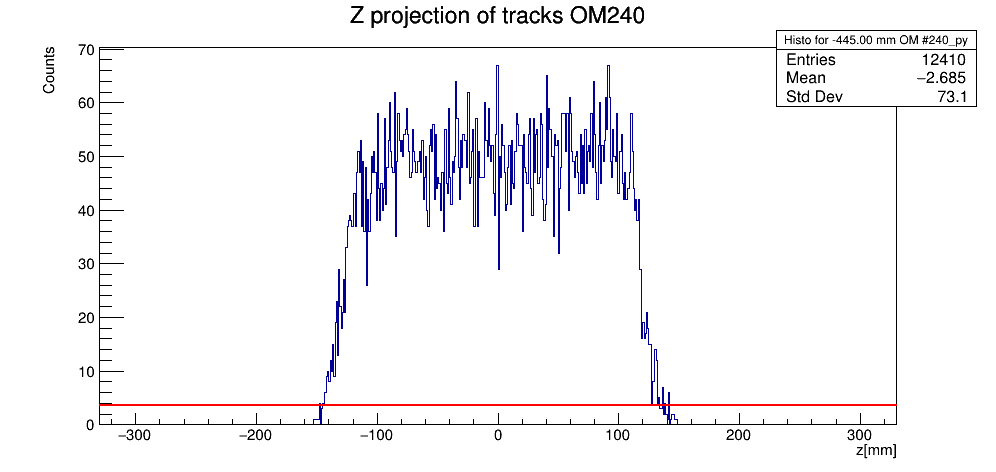 Z projection of tracks OM240
Histo for -445.00 mm OM #240_py
Entries 12410
Mean −2.685
Std Dev 73.1
Counts
70
60
50
40
30
20
10
0
−300 −200 −100 0 100 200 300
z[mm]